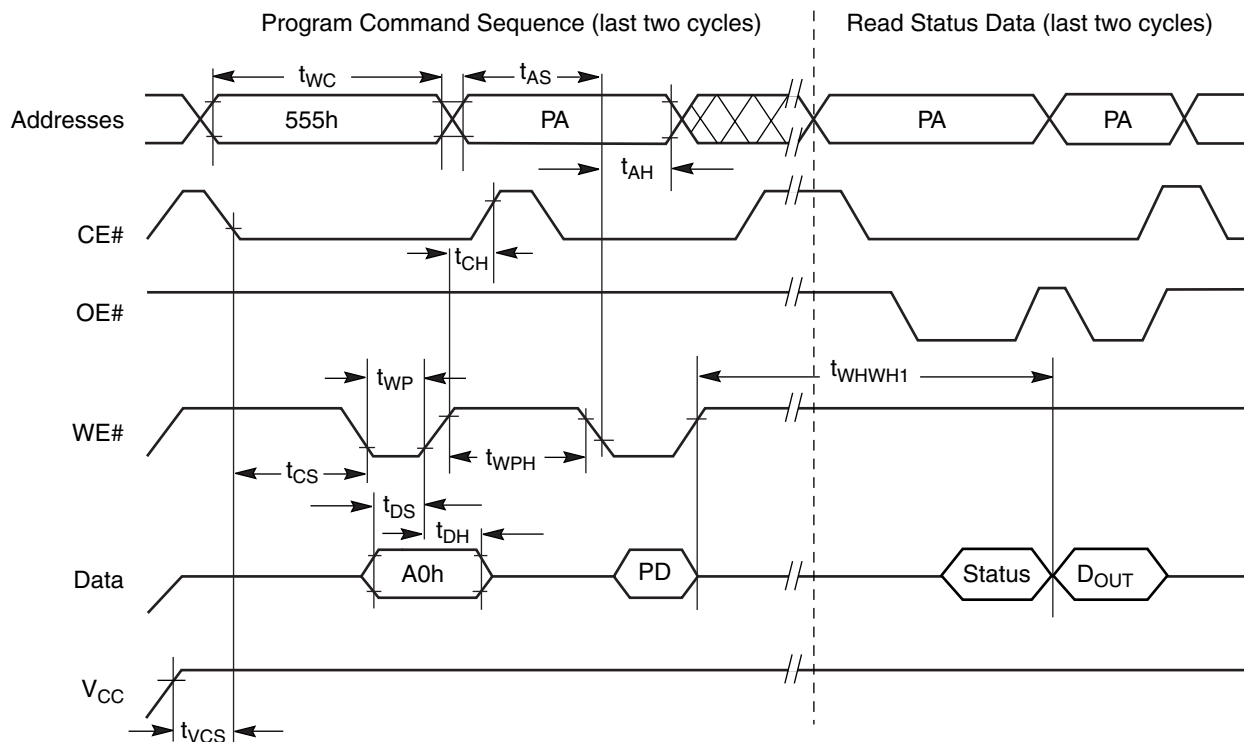 Program Command Sequence (last two cycles)
Read Status Data (last two cycles)
tWC
tAS
Addresses
555h
PA
PA
PA
tAH
CE#
tCH
OE#
tWP
tWHWH1
WE#
tCS
tWPH
tDS
tDH
Data
A0h
PD
Status
DOUT
VCC
tVCS